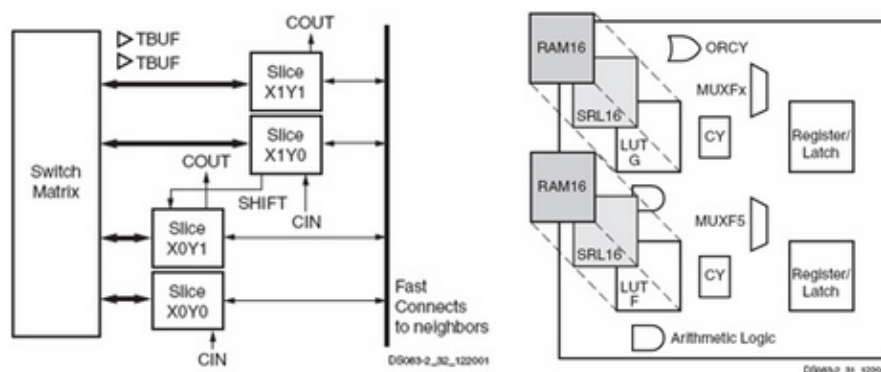 TBUF
TBUF
COUT
Slice
X1Y1
Slice
X1Y0
COUT
SHIFT
CIN
Switch
Matrix
Slice
X0Y1
Slice
X0Y0
CIN
Fast
Connects
to neighbors
DS083-2_32_122001
RAM16
ORCY
MUXFx
SRL16
LUT
G
CY
Register/
Latch
RAM16
MUXF5
SRL16
LUT
F
CY
Register/
Latch
Arithmetic Logic